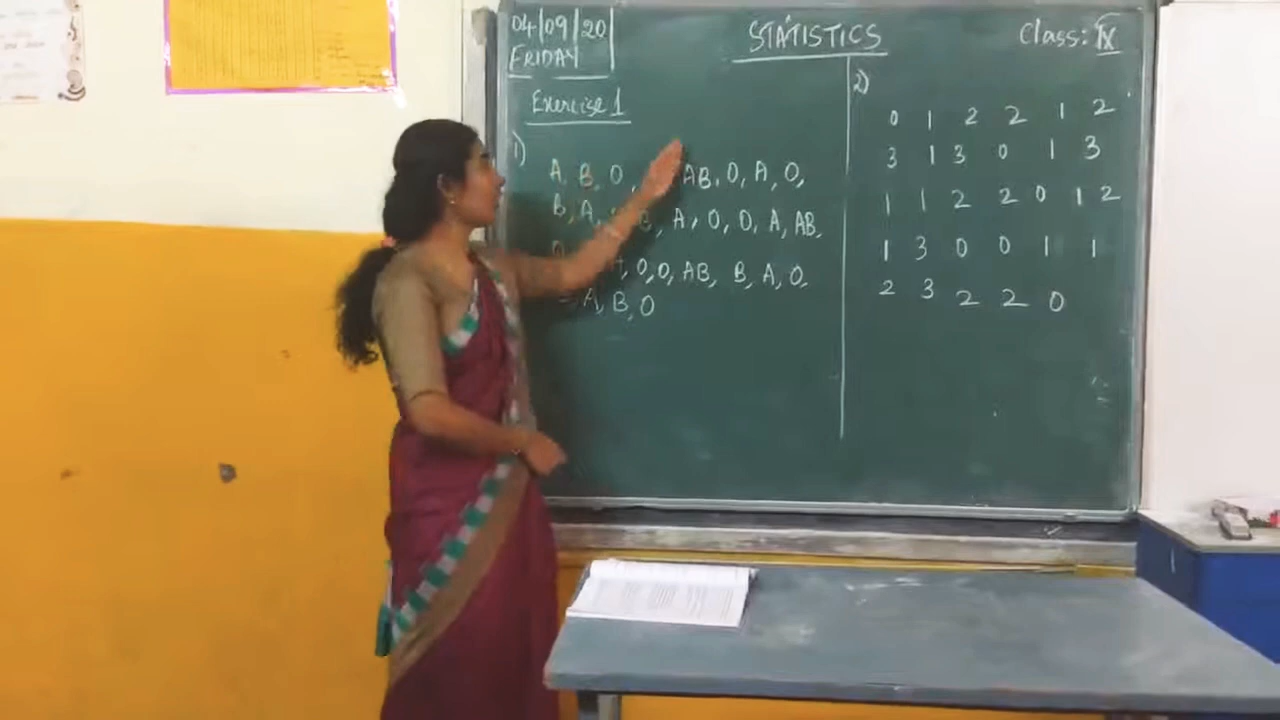 04/09/20
FRIDAY
STATISTICS
Class: IX
Exercise 1
1)
A, B, O, AB, O, A, O,
B, A, B, A, O, O, A, AB,
O, O, AB, B, A, O.
A, B, O
2)
0 1 2 2 1 2
3 1 3 0 1 3
1 1 2 2 0 1 2
1 3 0 0 1 1
2 3 2 2 0